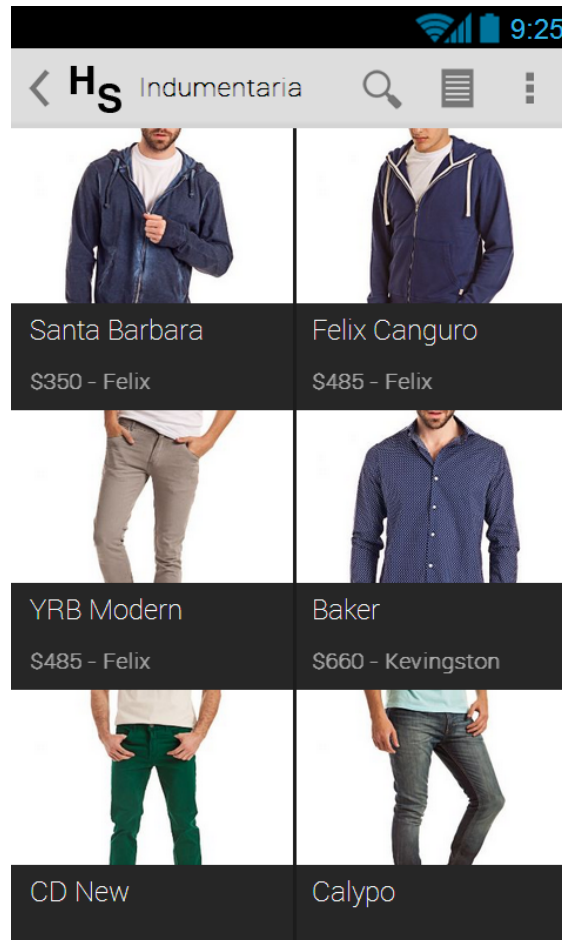 9:25
HS Indumentaria
Santa Barbara
$350 - Felix
Felix Canguro
$485 - Felix
YRB Modern
$485 - Felix
Baker
$660 - Kevingston
CD New
Calypo